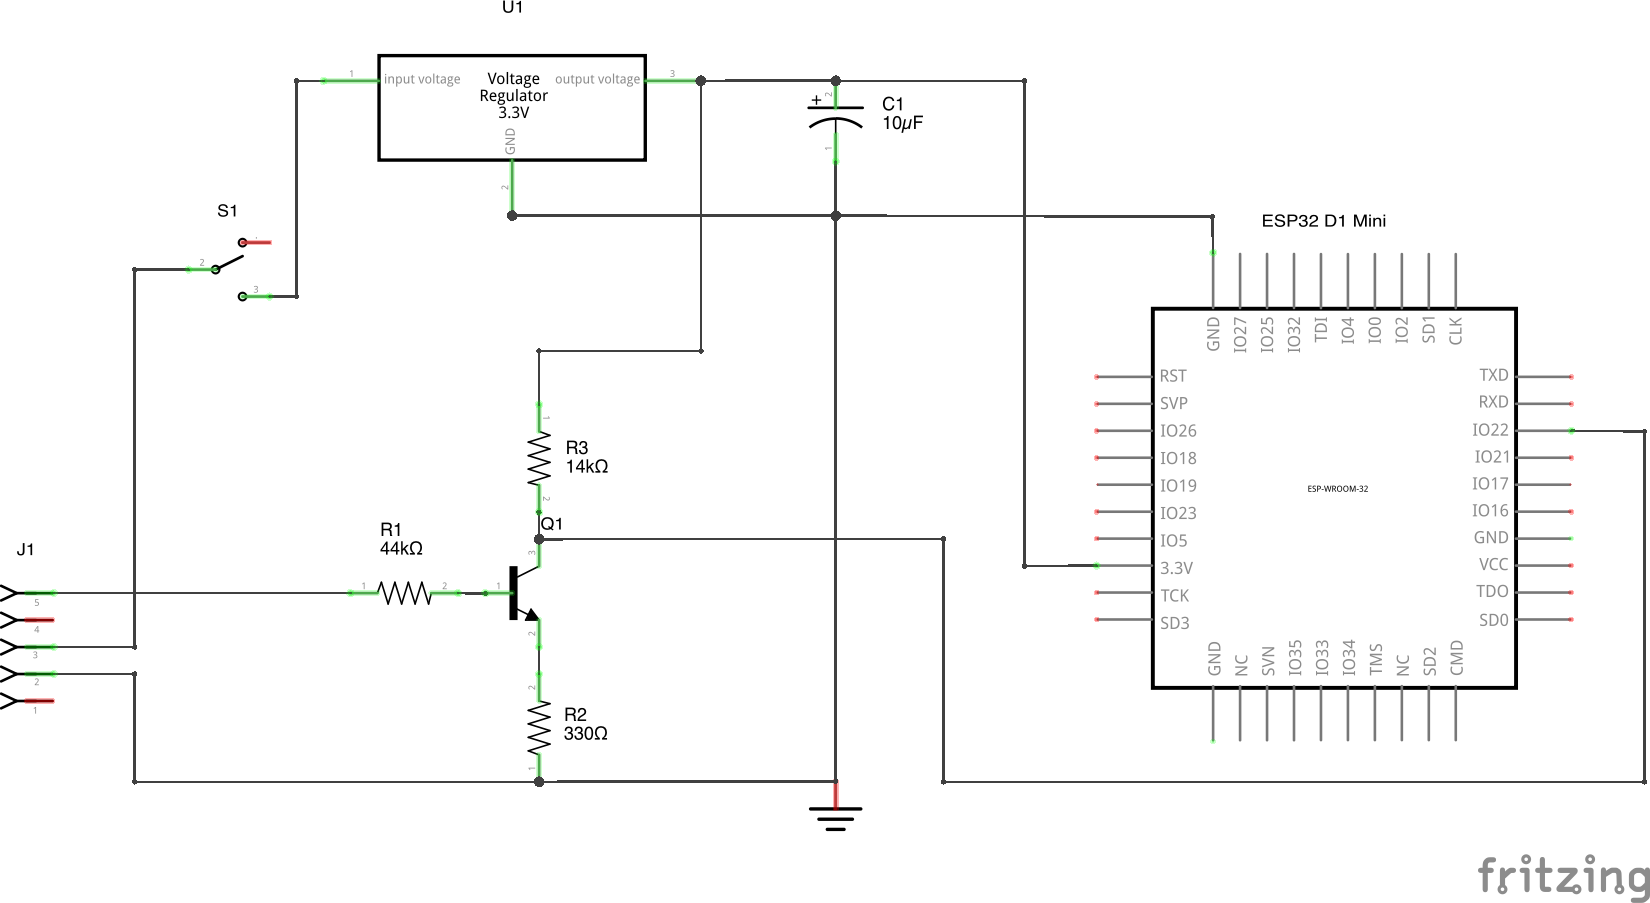 U1
1
input voltage
Voltage
Regulator
3.3V
output voltage
3
GND
2
+
2
C1
10µF
1
S1
2
3
ESP32 D1 Mini
GND
IO27
IO25
IO32
TDI
IO4
IO0
IO2
SD1
CLK
RST
SVP
IO26
IO18
IO19
IO23
IO5
3.3V
TCK
SD3
ESP-WROOM-32
TXD
RXD
IO22
IO21
IO17
IO16
GND
VCC
TDO
SD0
GND
NC
SVN
IO35
IO33
IO34
TMS
NC
SD2
CMD
1
R3
14kΩ
2
Q1
3
R1
44kΩ
1
2
1
2
J1
5
4
3
2
1
2
R2
330Ω
1
fritzing